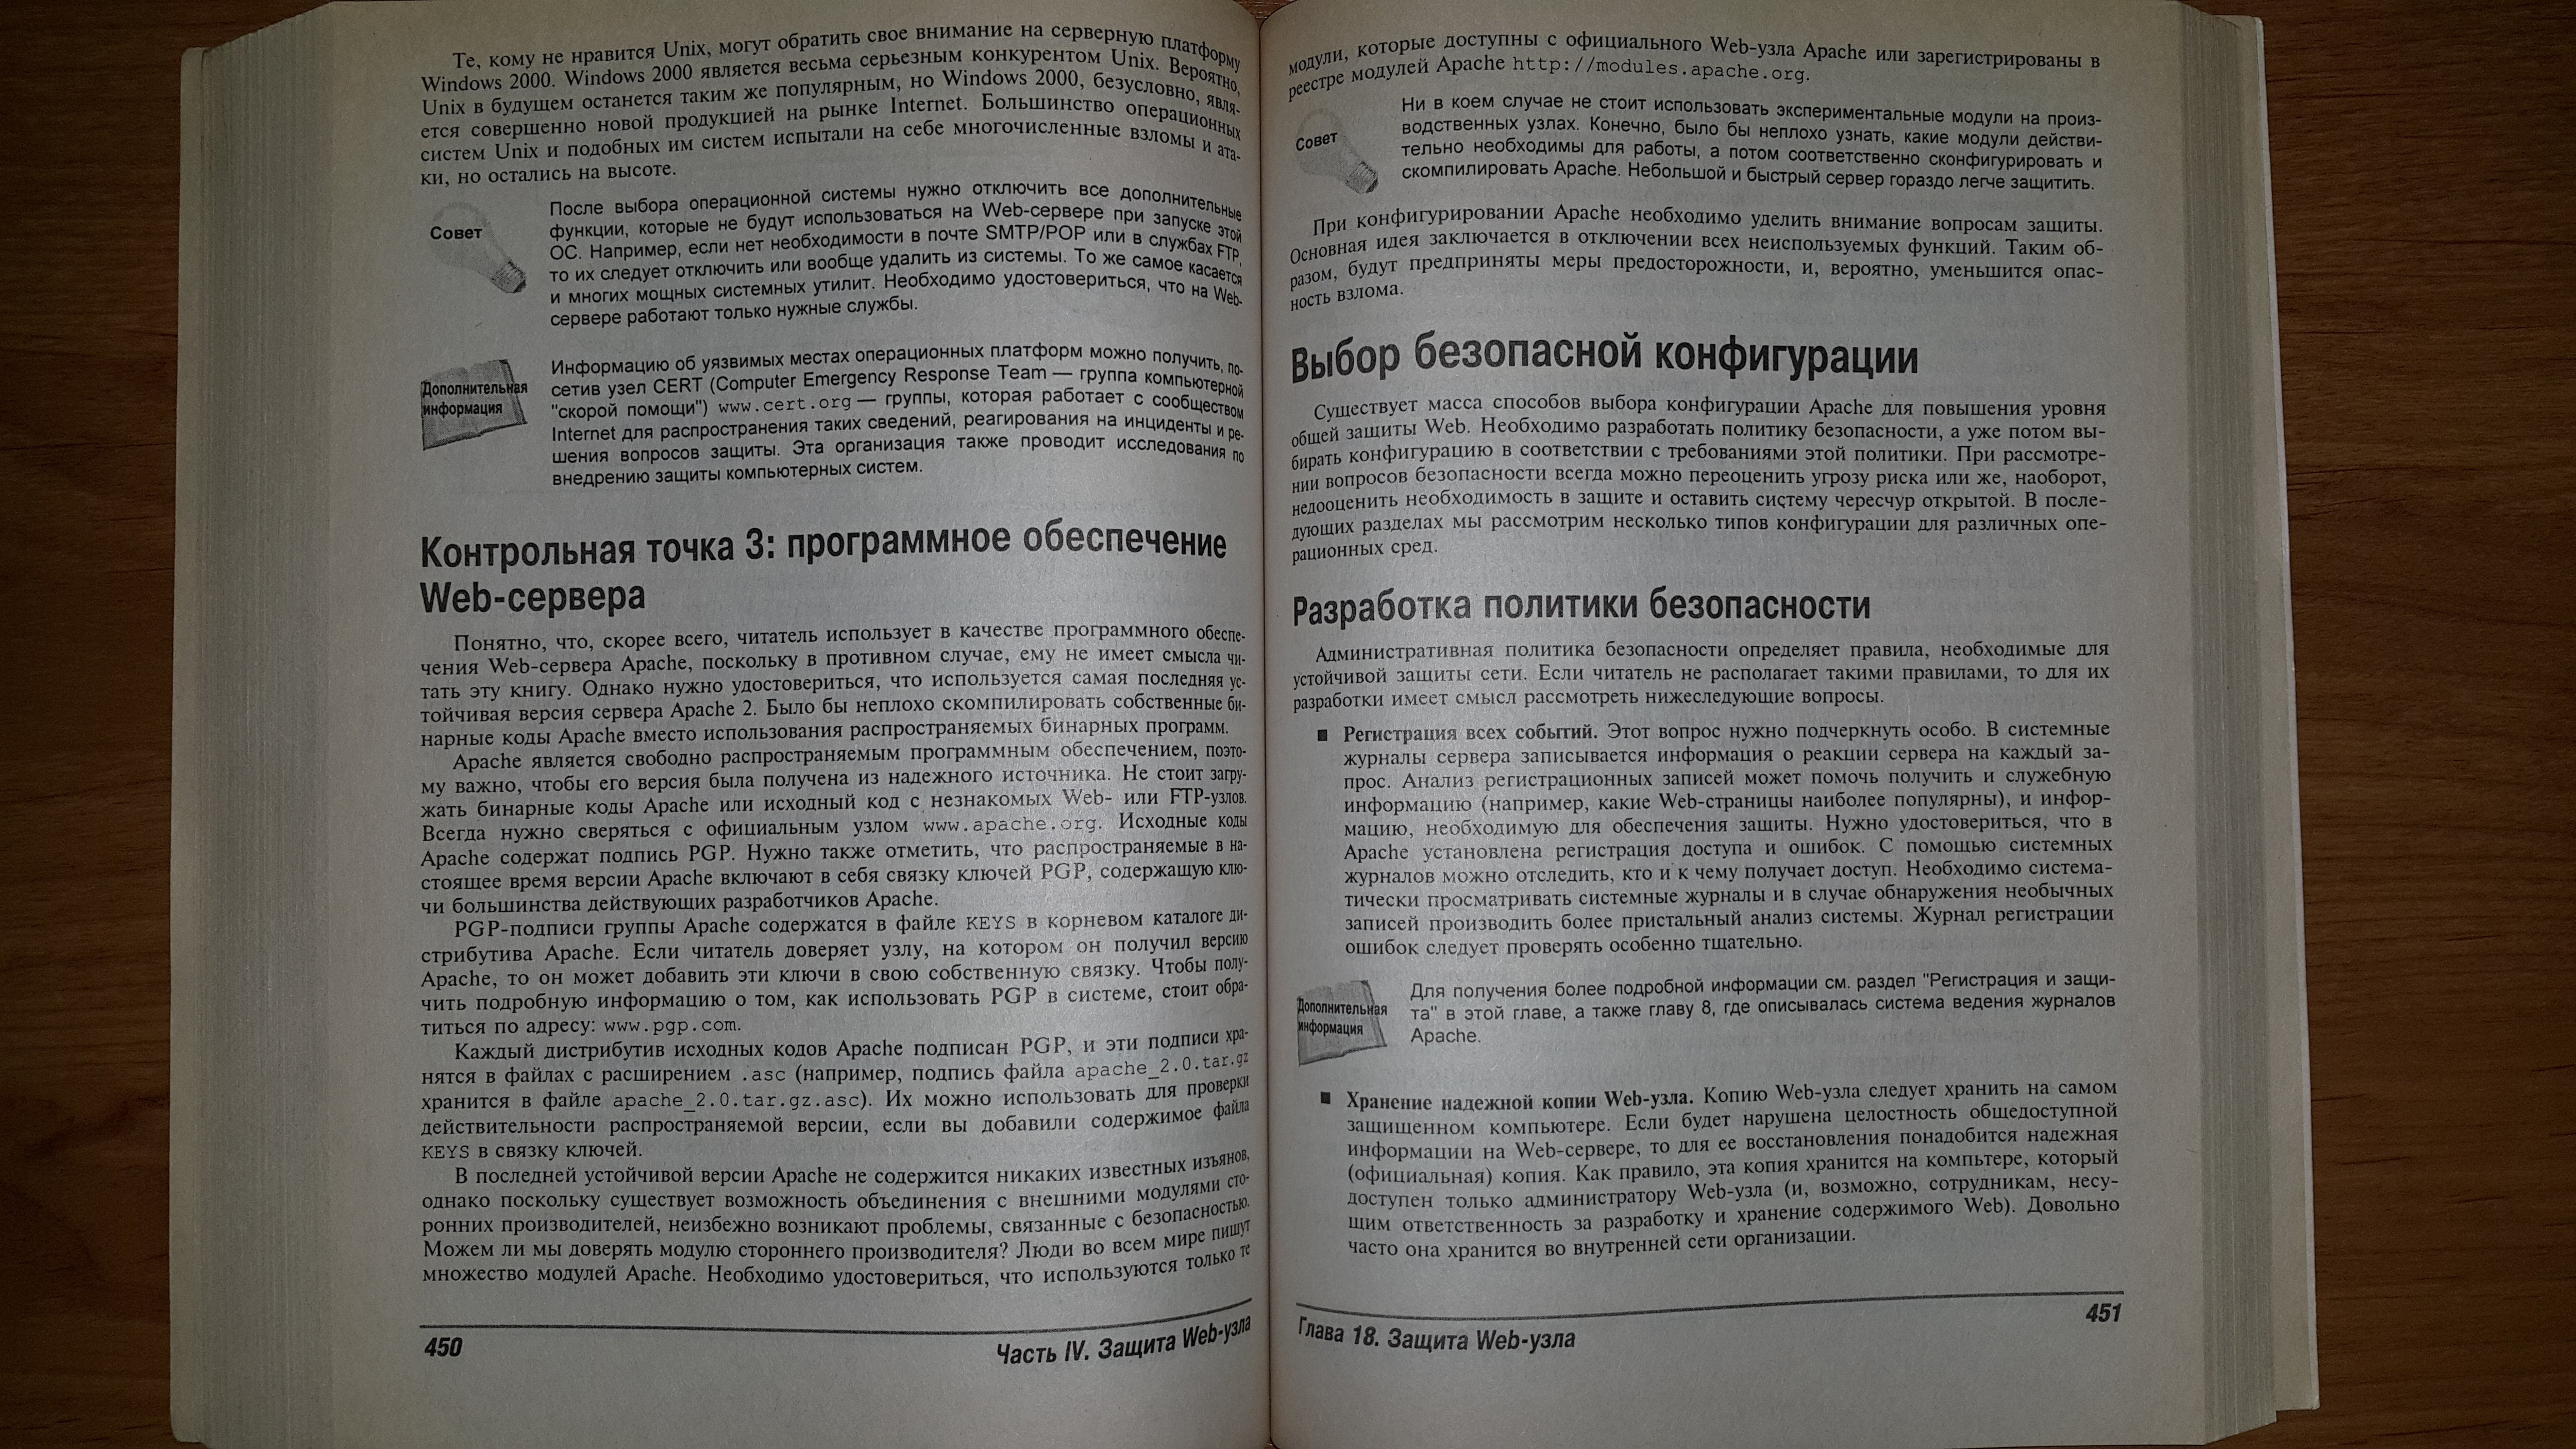 Те, кому не нравится Unix, могут обратить свое внимание на серверную платформу
Windows 2000. Windows 2000 является весьма серьезным конкурентом Unix. Вероятно,
Unix в будущем останется таким же популярным, но Windows 2000, безусловно, явля-
ется совершенно новой продукцией на рынке Internet. Большинство операционных
систем Unix и подобных им систем испытали на себе многочисленные взломы и ата-
ки, но остались на высоте.
Совет
После выбора операционной системы нужно отключить все дополнительные
функции, которые не будут использоваться на Web-сервере при запуске этой
ОС. Например, если нет необходимости в почте SMTP/POP или в службах FTP,
то их следует отключить или вообще удалить из системы. То же самое касается
и многих мощных системных утилит. Необходимо удостовериться, что на Web-
сервере работают только нужные службы.
Дополнительная
информация
Информацию об уязвимых местах операционных платформ можно получить, по-
сетив узел CERT (Computer Emergency Response Team — группа компьютерной
"скорой помощи") www.cert.org — группы, которая работает с сообществом
Internet для распространения таких сведений, реагирования на инциденты и ре-
шения вопросов защиты. Эта организация также проводит исследования по
внедрению защиты компьютерных систем.
Контрольная точка 3: программное обеспечение
Web-сервера
Понятно, что, скорее всего, читатель использует в качестве программного обеспе-
чения Web-сервера Apache, поскольку в противном случае, ему не имеет смысла чи-
тать эту книгу. Однако нужно удостовериться, что используется самая последняя ус-
тойчивая версия сервера Apache 2. Было бы неплохо скомпилировать собственные би-
нарные коды Apache вместо использования распространяемых бинарных программ.
Apache является свободно распространяемым программным обеспечением, поэто-
му важно, чтобы его версия была получена из надежного источника. Не стоит загру-
жать бинарные коды Apache или исходный код с незнакомых Web- или FTP-узлов.
Всегда нужно сверяться с официальным узлом www.apache.org. Исходные коды
Apache содержат подпись PGP. Нужно также отметить, что распространяемые в на-
стоящее время версии Apache включают в себя связку ключей PGP, содержащую клю-
чи большинства действующих разработчиков Apache.
PGP-подписи группы Apache содержатся в файле KEYS в корневом каталоге ди-
стрибутива Apache. Если читатель доверяет узлу, на котором он получил версию
Apache, то он может добавить эти ключи в свою собственную связку. Чтобы полу-
чить подробную информацию о том, как использовать PGP в системе, стоит обра-
титься по адресу: www.pgp.com.
Каждый дистрибутив исходных кодов Apache подписан PGP, и эти подписи хра-
нятся в файлах с расширением .asc (например, подпись файла apache_2.0.tar.gz
хранится в файле apache_2.0.tar.gz.asc). Их можно использовать для проверки
действительности распространяемой версии, если вы добавили содержимое файла
KEYS в связку ключей.
В последней устойчивой версии Apache не содержится никаких известных изъянов,
однако поскольку существует возможность объединения с внешними модулями сто-
ронних производителей, неизбежно возникают проблемы, связанные с безопасностью.
Можем ли мы доверять модулю стороннего производителя? Люди во всем мире пишут
множество модулей Apache. Необходимо удостовериться, что используются только те
450
Часть IV. Защита Web-узла
модули, которые доступны с официального Web-узла Apache или зарегистрированы в
реестре модулей Apache http://modules.apache.org.
Совет
Ни в коем случае не стоит использовать экспериментальные модули на произ-
водственных узлах. Конечно, было бы неплохо узнать, какие модули действи-
тельно необходимы для работы, а потом соответственно сконфигурировать и
скомпилировать Apache. Небольшой и быстрый сервер гораздо легче защитить.
При конфигурировании Apache необходимо уделить внимание вопросам защиты.
Основная идея заключается в отключении всех неиспользуемых функций. Таким об-
разом, будут предприняты меры предосторожности, и, вероятно, уменьшится опас-
ность взлома.
Выбор безопасной конфигурации
Существует масса способов выбора конфигурации Apache для повышения уровня
общей защиты Web. Необходимо разработать политику безопасности, а уже потом вы-
бирать конфигурацию в соответствии с требованиями этой политики. При рассмотре-
нии вопросов безопасности всегда можно переоценить угрозу риска или же, наоборот,
недооценить необходимость в защите и оставить систему чересчур открытой. В после-
дующих разделах мы рассмотрим несколько типов конфигурации для различных опе-
рационных сред.
Разработка политики безопасности
Административная политика безопасности определяет правила, необходимые для
устойчивой защиты сети. Если читатель не располагает такими правилами, то для их
разработки имеет смысл рассмотреть нижеследующие вопросы.
■ Регистрация всех событий. Этот вопрос нужно подчеркнуть особо. В системные
журналы сервера записывается информация о реакции сервера на каждый за-
прос. Анализ регистрационных записей может помочь получить и служебную
информацию (например, какие Web-страницы наиболее популярны), и инфор-
мацию, необходимую для обеспечения защиты. Нужно удостовериться, что в
Apache установлена регистрация доступа и ошибок. С помощью системных
журналов можно отследить, кто и к чему получает доступ. Необходимо система-
тически просматривать системные журналы и в случае обнаружения необычных
записей производить более пристальный анализ системы. Журнал регистрации
ошибок следует проверять особенно тщательно.
Дополнительная
информация
Для получения более подробной информации см. раздел "Регистрация и защи-
та" в этой главе, а также главу 8, где описывалась система ведения журналов
Apache.
■ Хранение надежной копии Web-узла. Копию Web-узла следует хранить на самом
защищенном компьютере. Если будет нарушена целостность общедоступной
информации на Web-сервере, то для ее восстановления понадобится надежная
(официальная) копия. Как правило, эта копия хранится на компьтере, который
доступен только администратору Web-узла (и, возможно, сотрудникам, несу-
щим ответственность за разработку и хранение содержимого Web). Довольно
часто она хранится во внутренней сети организации.
Глава 18. Защита Web-узла
451